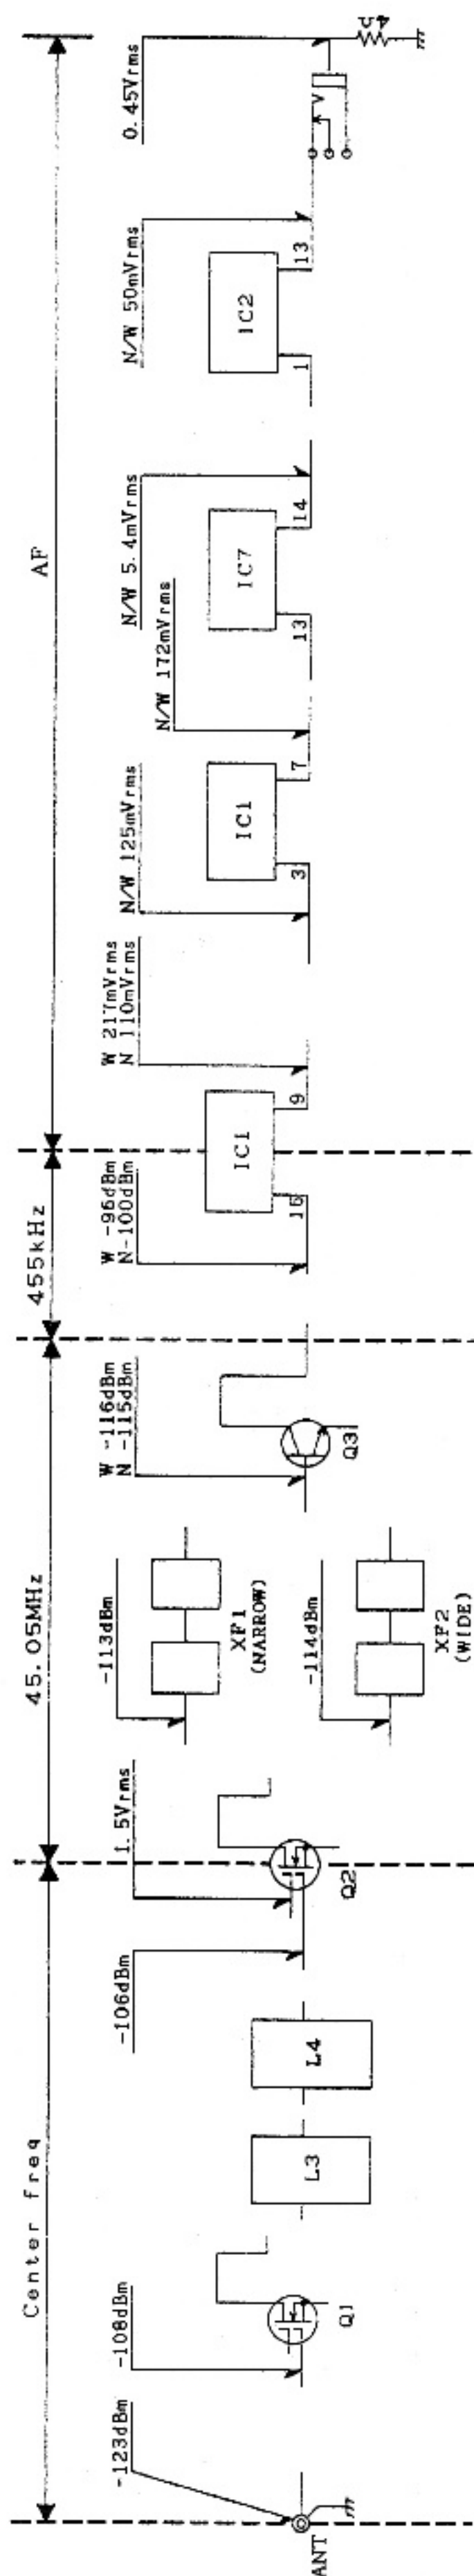 Center freq
45.05MHz
455kHz
AF
-123dBm
-108dBm
-106dBm
1.5Vrms
-113dBm
-114dBm
W -116dBm
N -115dBm
W -96dBm
N-100dBm
W 217mVrms
N 110mVrms
N/W 125mVrms
N/W 172mVrms
N/W 5.4mVrms
N/W 50mVrms
0.45Vrms
ANT
Q1
L3
L4
Q2
XF1
(NARROW)
XF2
(WIDE)
Q31
16
IC1
9
3
IC1
7
13
IC7
14
1
IC2
13
4Ω